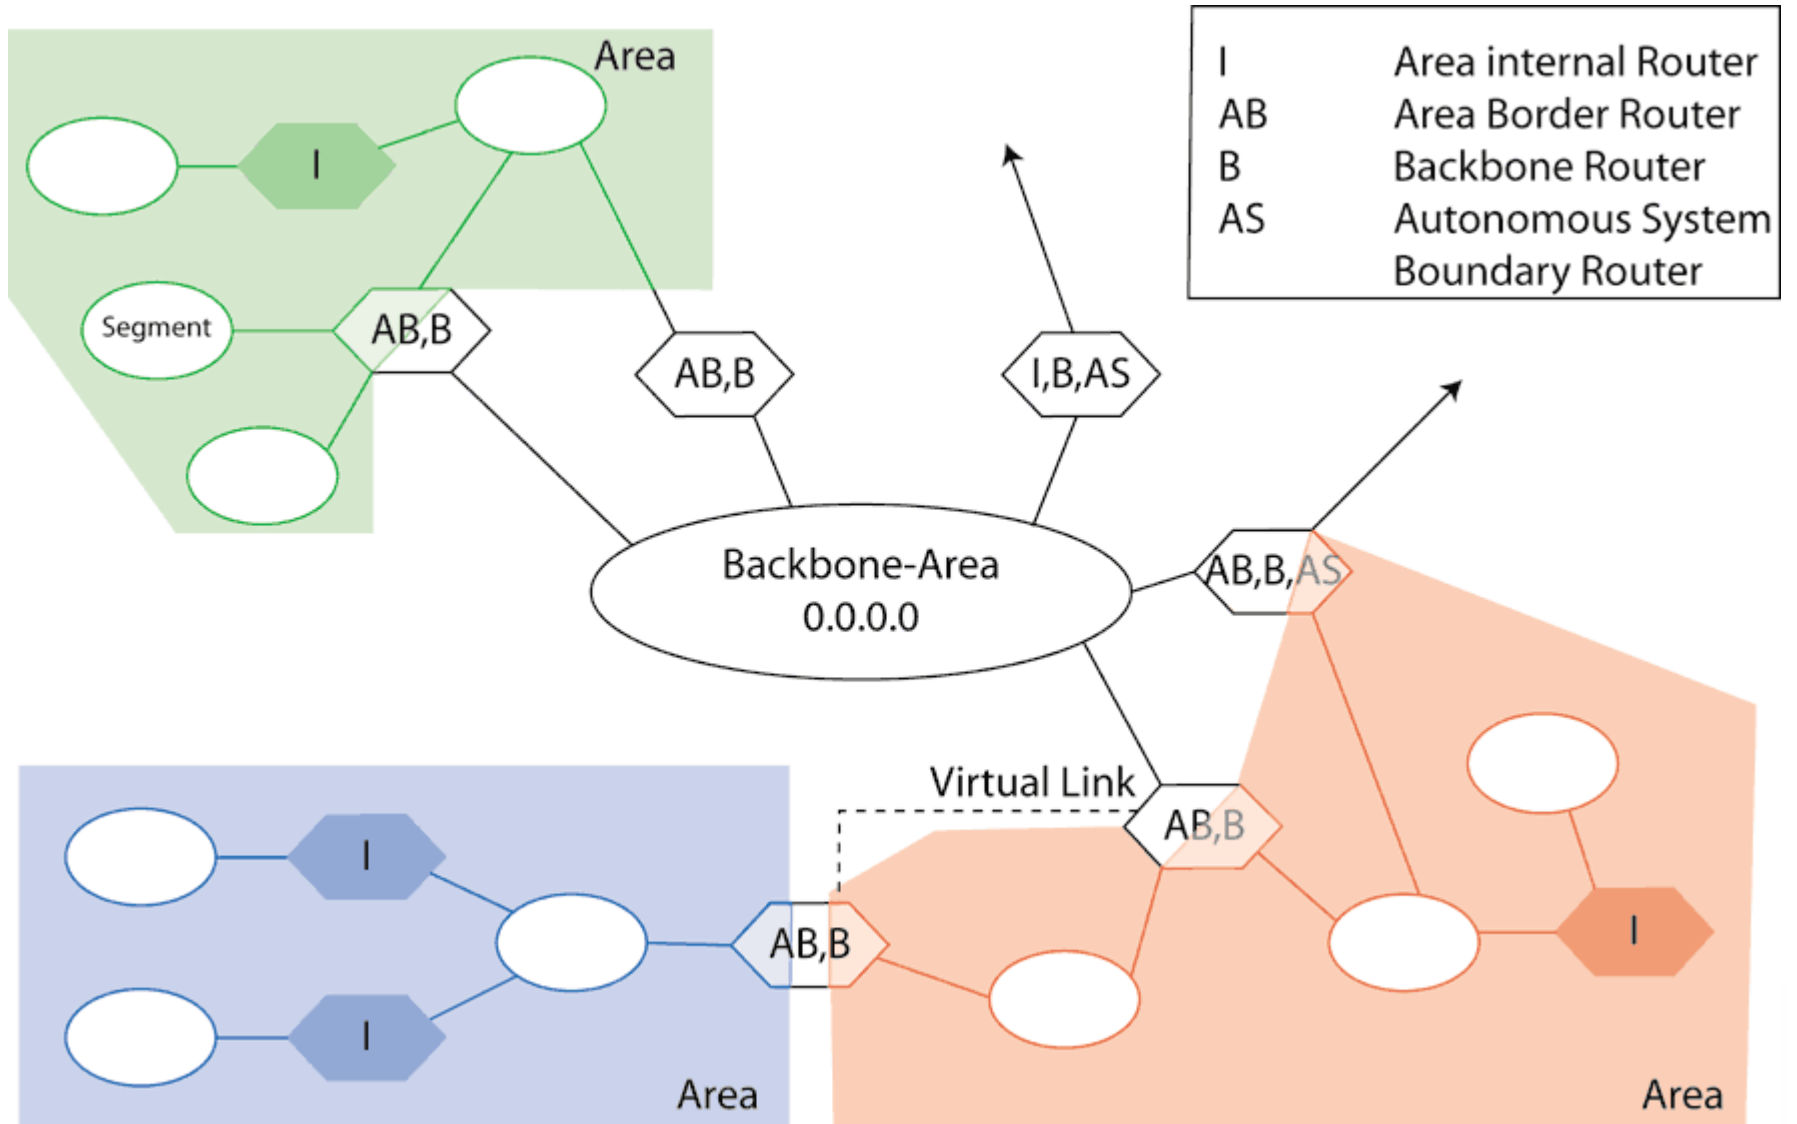 Area
I
Segment
AB,B
AB,B
I,B,AS
I Area internal Router
AB Area Border Router
B Backbone Router
AS Autonomous System
Boundary Router
Backbone-Area
0.0.0.0
AB,B,AS
Virtual Link
AB,B
I
I
AB,B
I
Area
Area